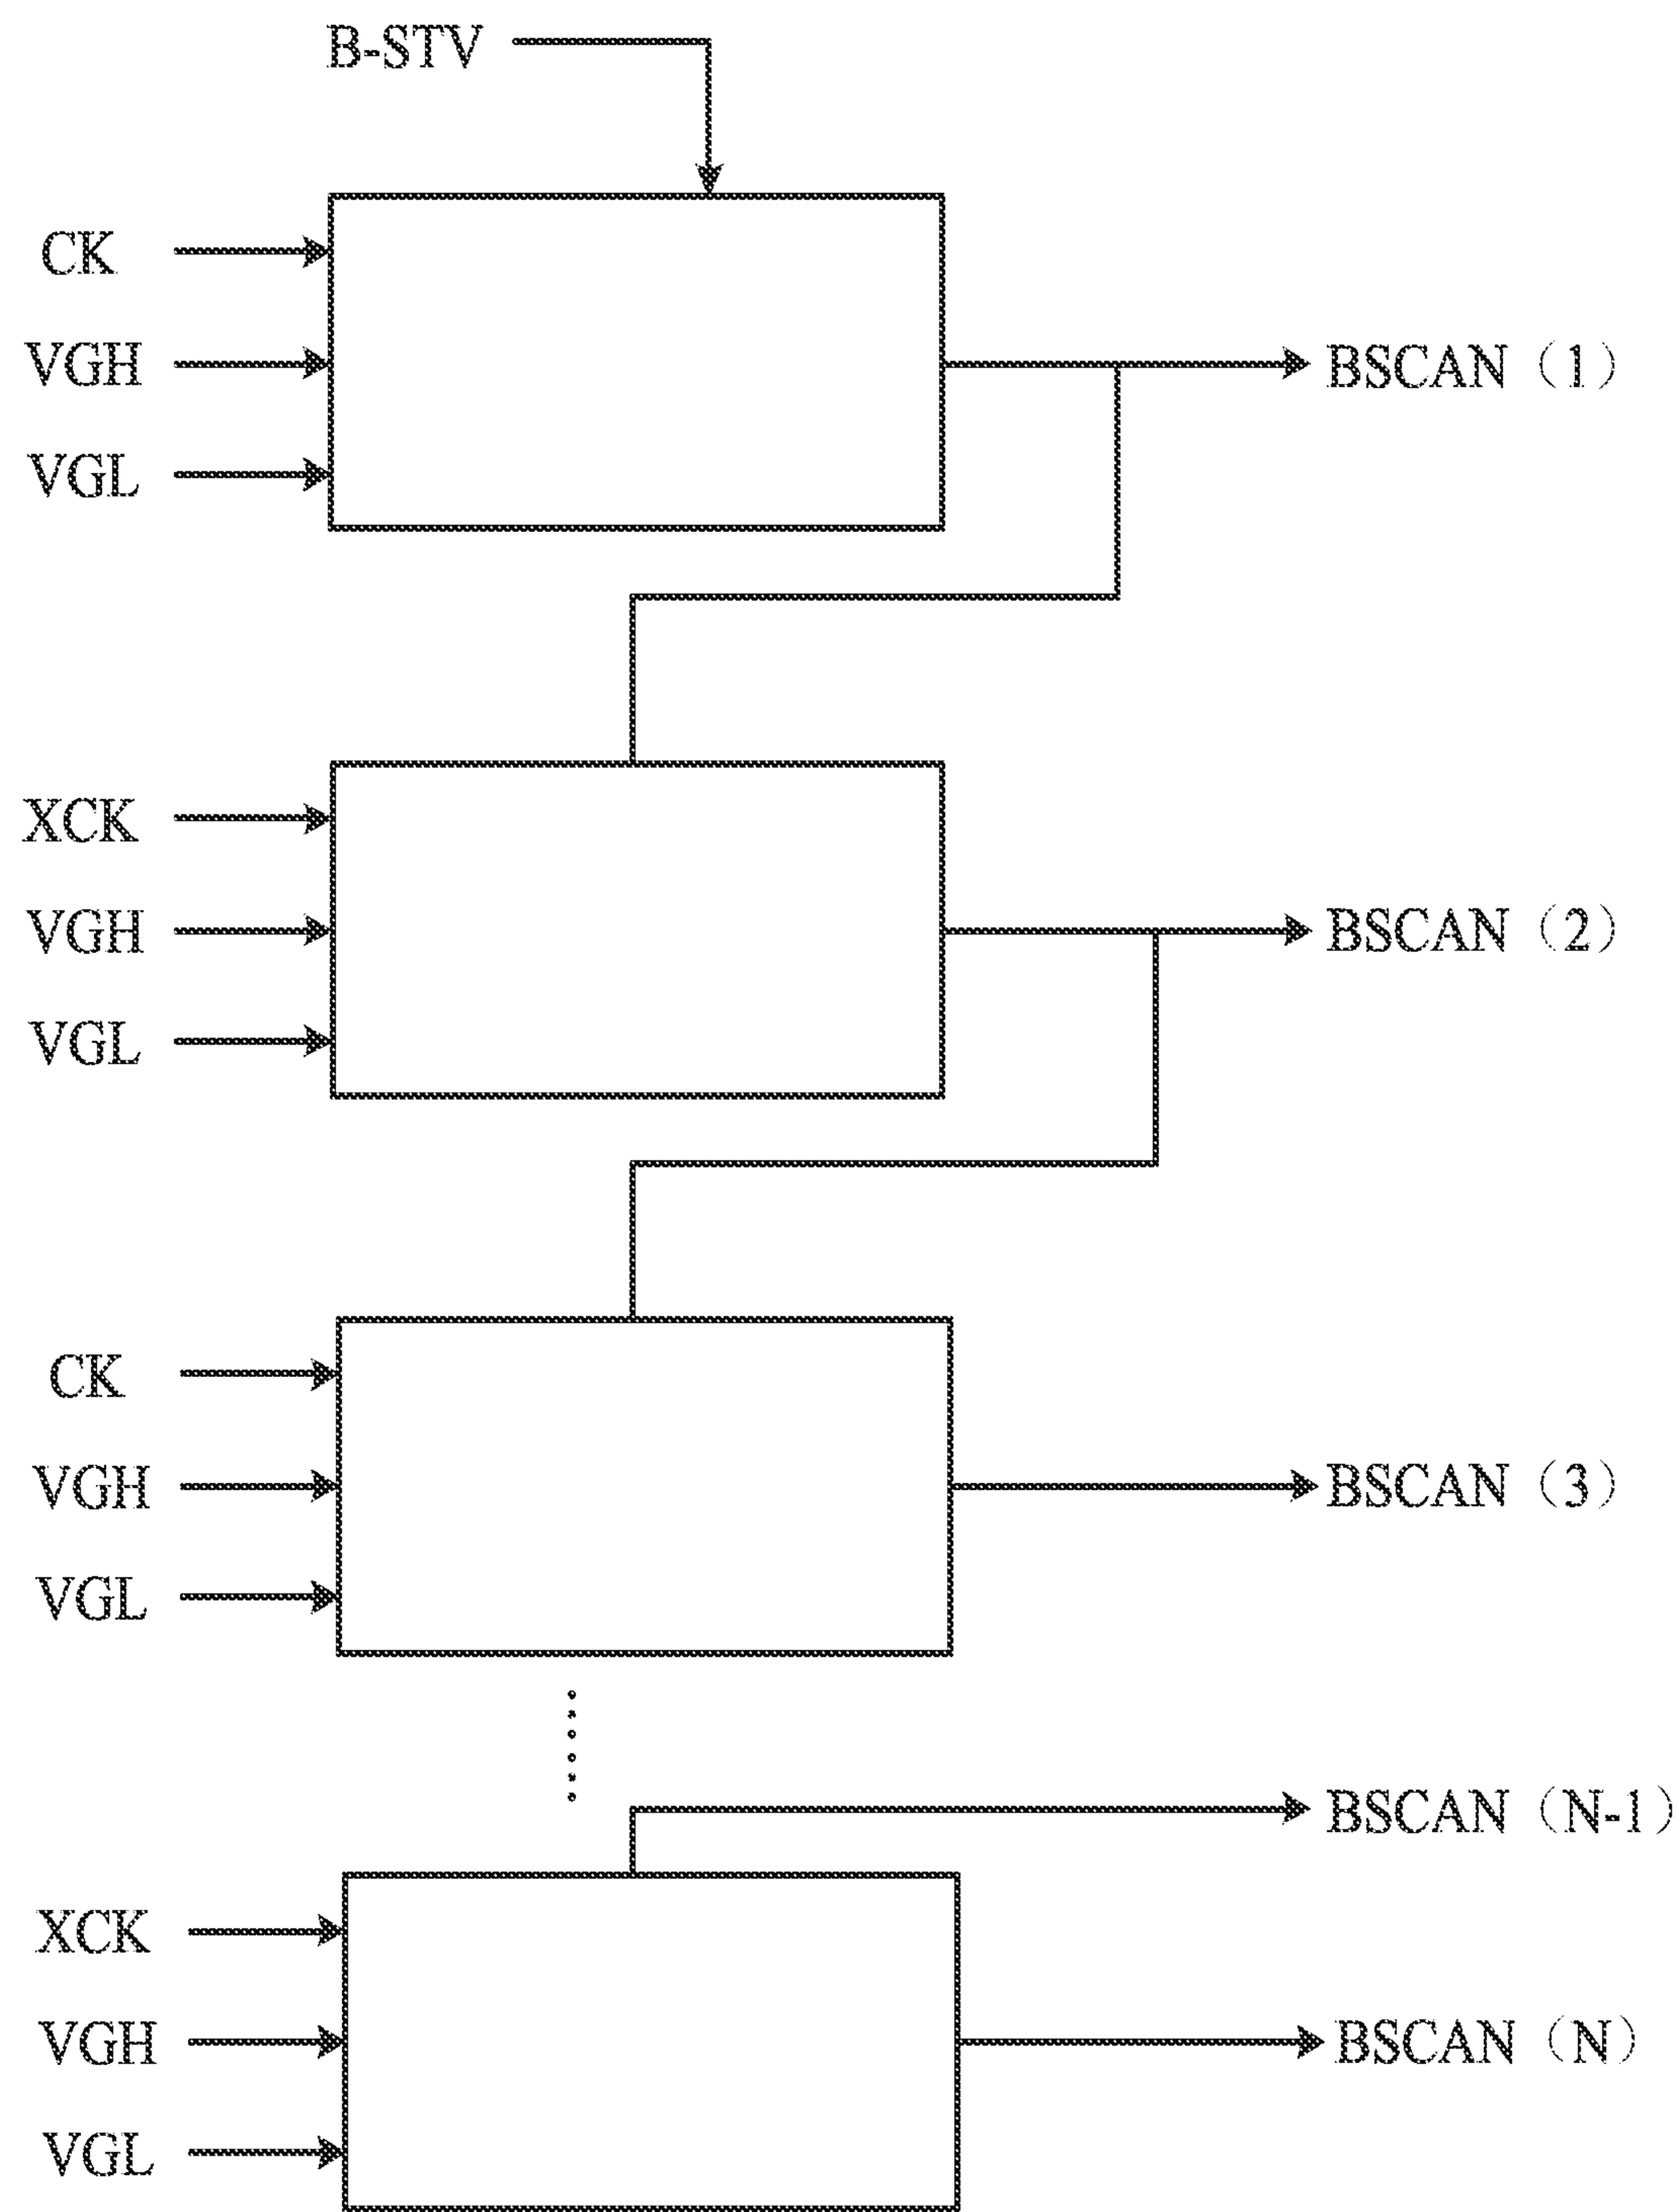 B-STV
CK
VGH
BSCAN（1）
VGL
XCK
VGH
BSCAN（2）
VGL
CK
VGH
BSCAN（3）
VGL
BSCAN（N-1）
XCK
VGH
BSCAN（N）
VGL